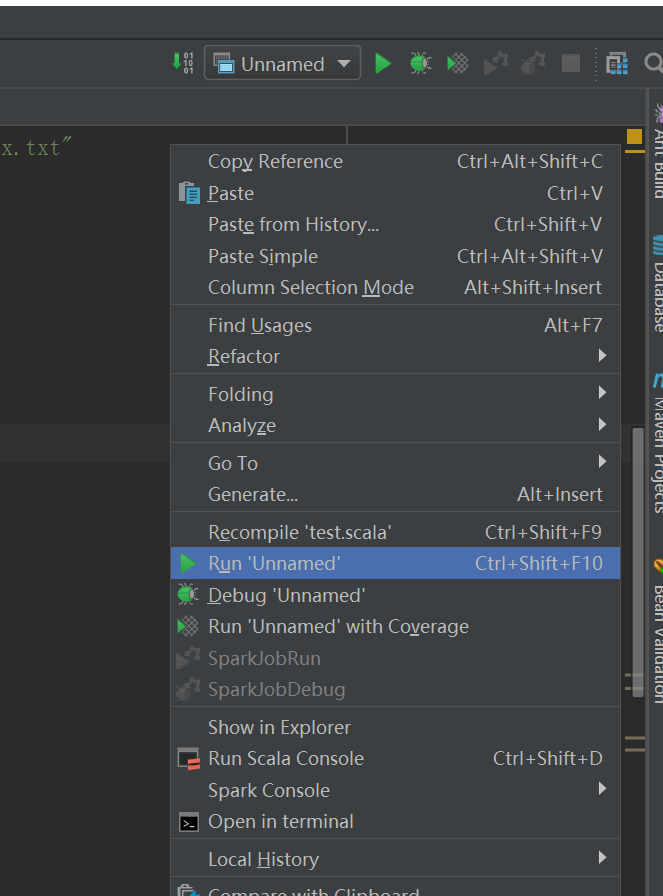 Unnamed
x.txt"
Copy Reference Ctrl+Alt+Shift+C
Paste Ctrl+V
Paste from History... Ctrl+Shift+V
Paste Simple Ctrl+Alt+Shift+V
Column Selection Mode Alt+Shift+Insert
Find Usages Alt+F7
Refactor
Folding
Analyze
Go To
Generate... Alt+Insert
Recompile 'test.scala' Ctrl+Shift+F9
Run 'Unnamed' Ctrl+Shift+F10
Debug 'Unnamed'
Run 'Unnamed' with Coverage
SparkJobRun
SparkJobDebug
Show in Explorer
Run Scala Console Ctrl+Shift+D
Spark Console
Open in terminal
Local History
Compare with Clipboard
Ant Build
Database
Maven Projects
Bean Validation